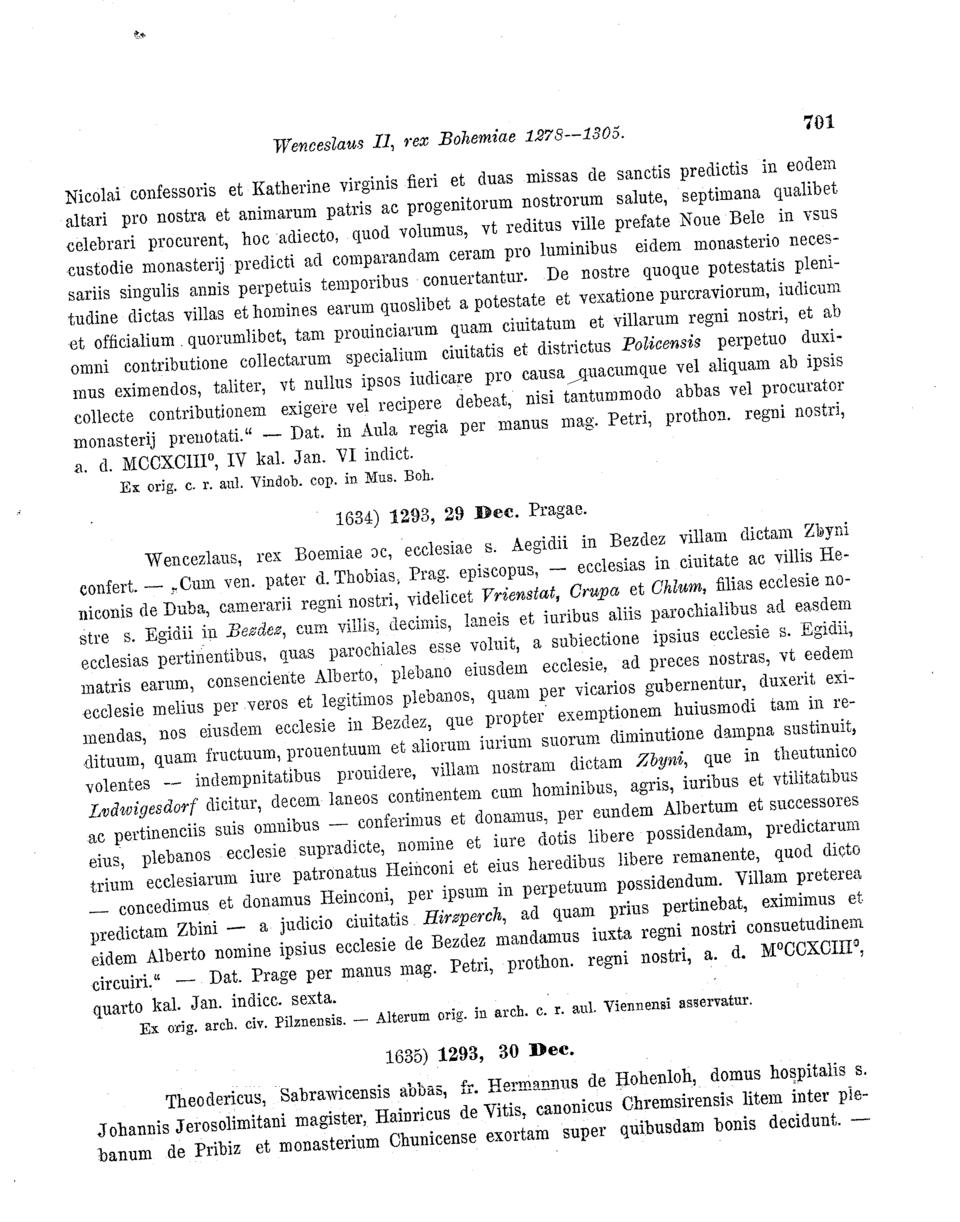 Wenceslaus II, rex Bohemiae 1278—1305.
701
Nicolai confessoris et Katherine virginis fieri et duas missas de sanctis predictis in eodem
altari pro nostra et animarum patris ac progenitorum nostrorum salute, septimana qualibet
celebrari procurent, hoc adiecto, quod volumus, vt reditus ville prefate Noue Bele in vsus
custodie monasterij predicti ad comparandam ceram pro luminibus eidem monasterio neces-
sariis singulis annis perpetuis temporibus conuertantur. De nostre quoque potestatis pleni-
tudine dictas villas et homines earum quoslibet a potestate et vexatione purcraviorum, iudicum
et officialium quorumlibet, tam prouinciarum quam ciuitatum et villarum regni nostri, et ab
omni contributione collectarum specialium ciuitatis et districtus Policensis perpetuo duxi-
mus eximendos, taliter, vt nullus ipsos iudicare pro causa quacumque vel aliquam ab ipsis
collecte contributionem exigere vel recipere debeat, nisi tantummodo abbas vel procurator
monasterij prenotati.“ — Dat. in Aula regia per manus mag. Petri, prothon. regni nostri,
a. d. MCCXCIII⁰, IV kal. Jan. VI indict.
Ex orig. c. r. aul. Vindob. cop. in Mus. Boh.
1634) 1293, 29 Dec. Pragae.
Wencezlaus, rex Boemiae ɔc, ecclesiae s. Aegidii in Bezdez villam dictam Zbyni
confert. — „Cum ven. pater d. Thobias, Prag. episcopus, — ecclesias in ciuitate ac villis He-
niconis de Duba, camerarii regni nostri, videlicet Vrienstat, Crupa et Chlum, filias ecclesie no-
stre s. Egidii in Bezdez, cum villis, decimis, laneis et iuribus aliis parochialibus ad easdem
ecclesias pertinentibus, quas parochiales esse voluit, a subiectione ipsius ecclesie s. Egidii,
matris earum, consenciente Alberto, plebano eiusdem ecclesie, ad preces nostras, vt eedem
ecclesie melius per veros et legitimos plebanos, quam per vicarios gubernentur, duxerit exi-
mendas, nos eiusdem ecclesie in Bezdez, que propter exemptionem huiusmodi tam in re-
dituum, quam fructuum, prouentuum et aliorum iurium suorum diminutione dampna sustinuit,
volentes — indempnitatibus prouidere, villam nostram dictam Zbyni, que in theutunico
Lvdwigesdorf dicitur, decem laneos continentem cum hominibus, agris, iuribus et vtilitatibus
ac pertinenciis suis omnibus — conferimus et donamus, per eundem Albertum et successores
eius, plebanos ecclesie supradicte, nomine et iure dotis libere possidendam, predictarum
trium ecclesiarum iure patronatus Heinconi et eius heredibus libere remanente, quod dicto
— concedimus et donamus Heinconi, per ipsum in perpetuum possidendum. Villam preterea
predictam Zbini — a judicio ciuitatis Hirzperch, ad quam prius pertinebat, eximimus et
eidem Alberto nomine ipsius ecclesie de Bezdez mandamus iuxta regni nostri consuetudinem
circuiri.“ — Dat. Prage per manus mag. Petri, prothon. regni nostri, a. d. M⁰CCXCIII⁰,
quarto kal. Jan. indicc. sexta.
Ex orig. arch. civ. Pilznensis. — Alterum orig. in arch. c. r. aul. Viennensi asservatur.
1635) 1293, 30 Dec.
Theodericus, Sabrawicensis abbas, fr. Hermannus de Hohenloh, domus hospitalis s.
Johannis Jerosolimitani magister, Hainricus de Vitis, canonicus Chremsirensis litem inter ple-
banum de Pribiz et monasterium Chunicense exortam super quibusdam bonis decidunt. —